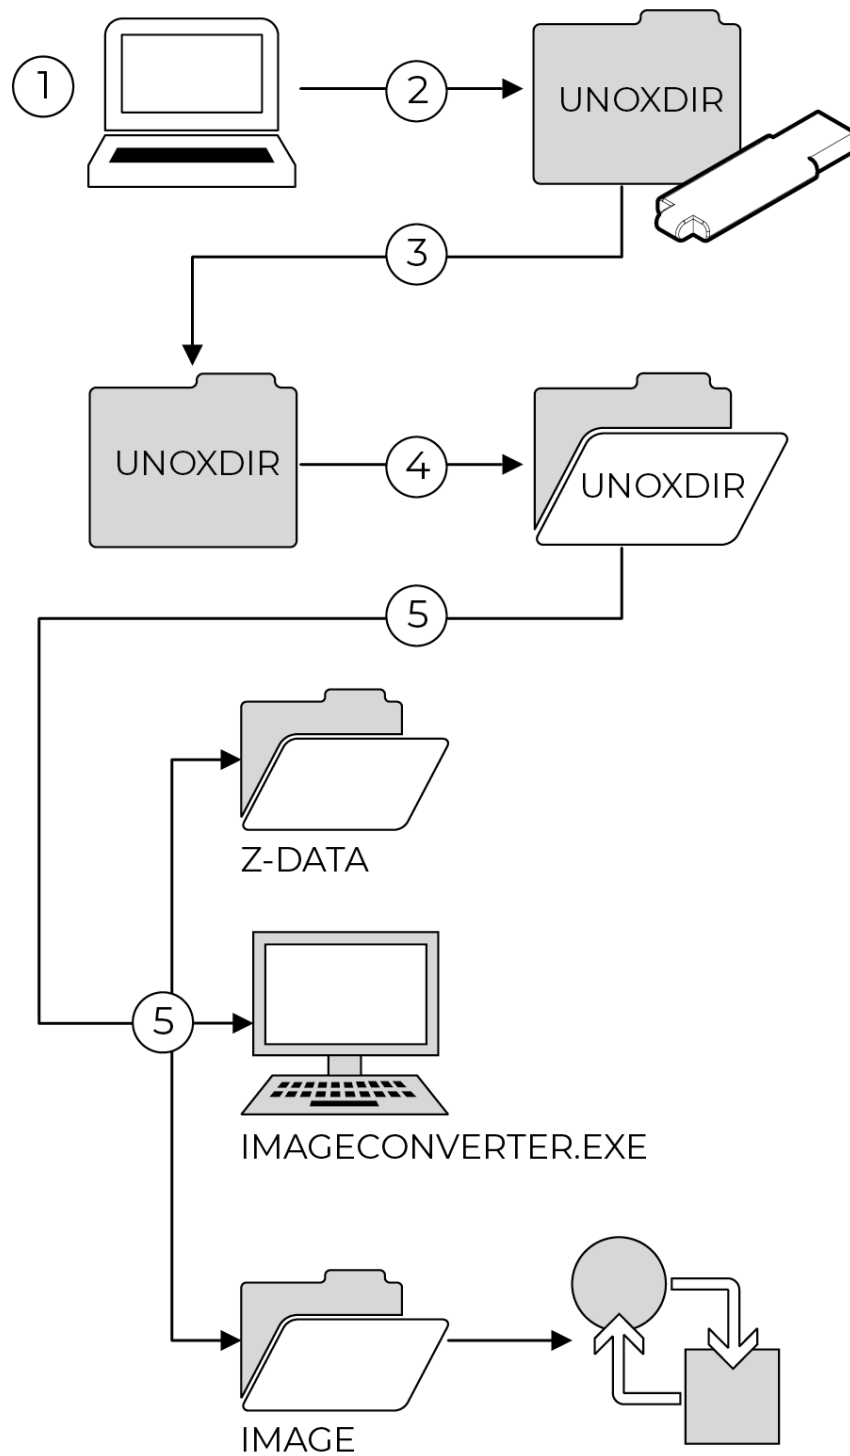 1
2
UNOXDIR
3
UNOXDIR
4
UNOXDIR
5
Z-DATA
5
IMAGECONVERTER.EXE
IMAGE